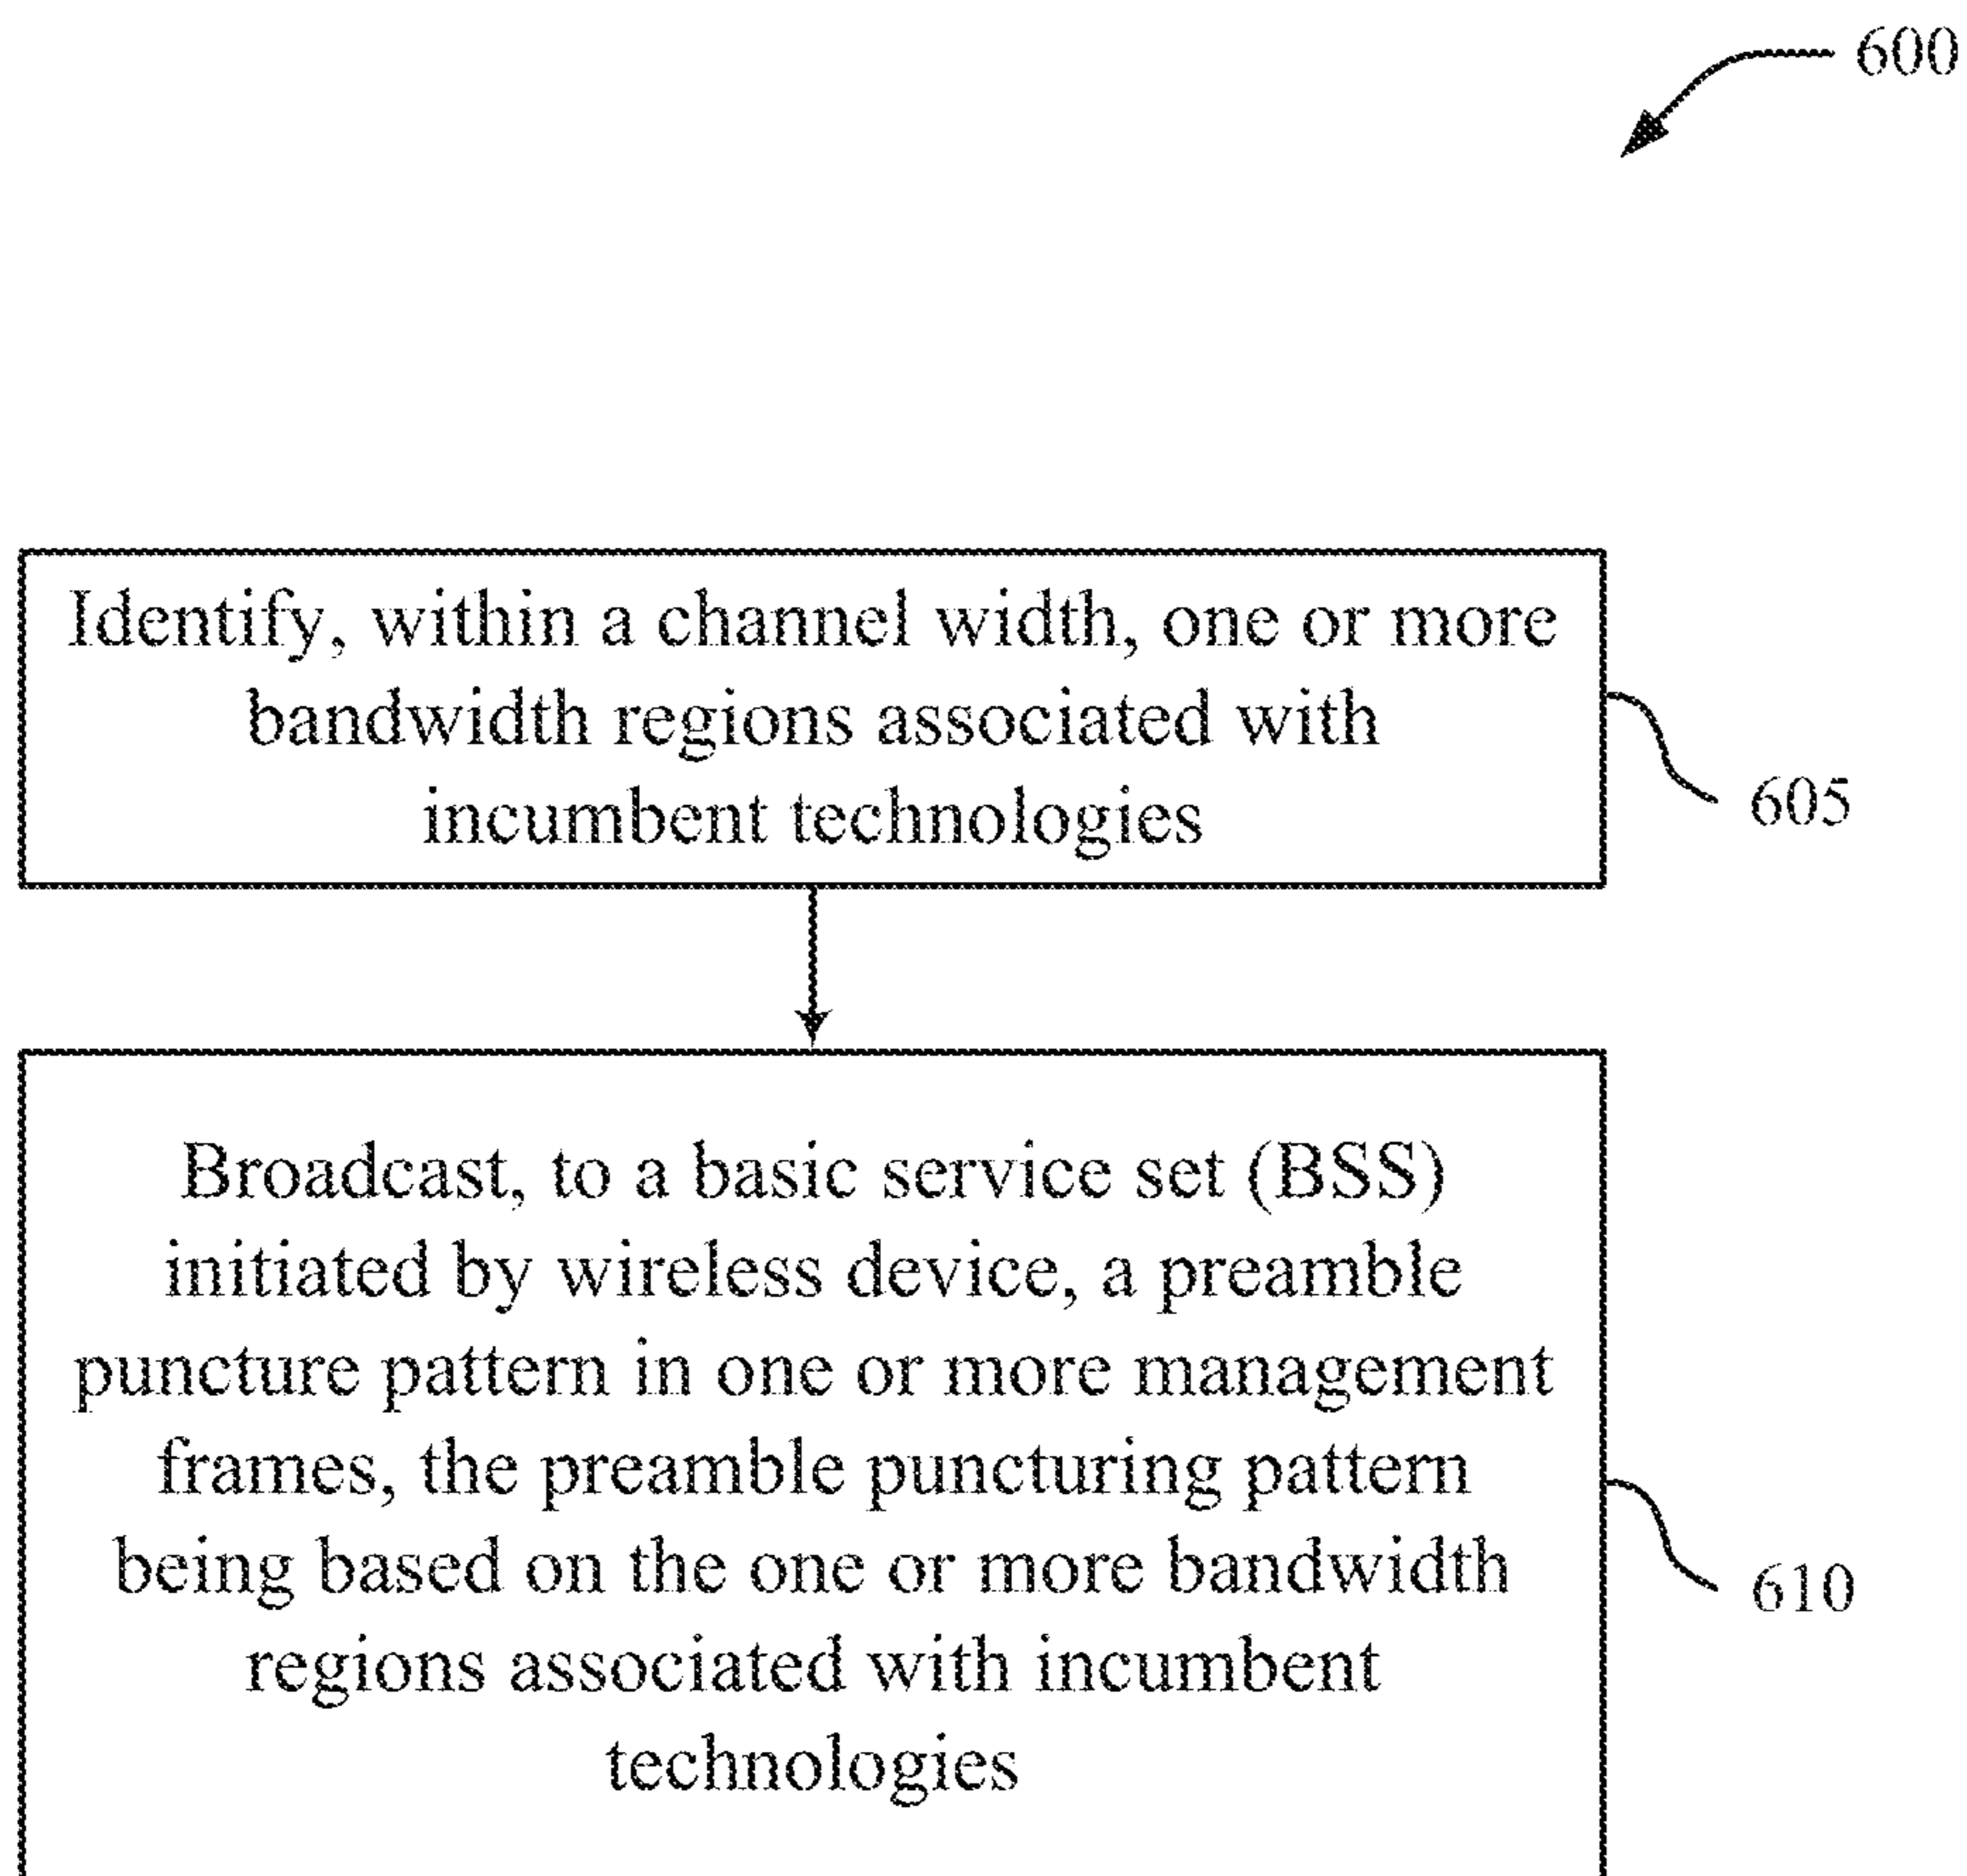 600
Identify, within a channel width, one or more
bandwidth regions associated with
incumbent technologies
605
Broadcast, to a basic service set (BSS)
initiated by wireless device, a preamble
puncture pattern in one or more management
frames, the preamble puncturing pattern
being based on the one or more bandwidth
regions associated with incumbent
technologies
610